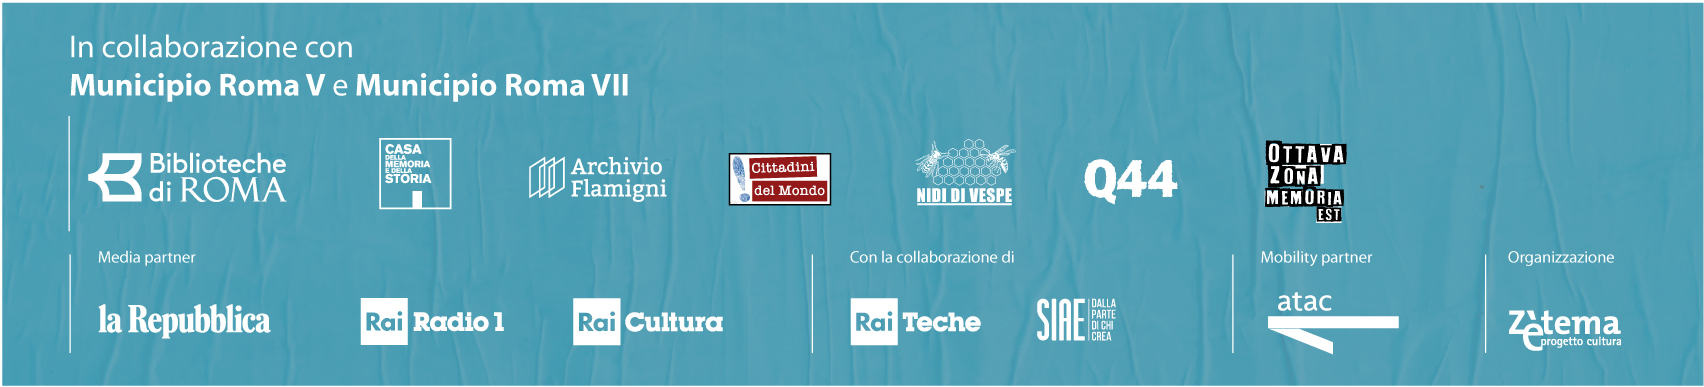 In collaborazione con
Municipio Roma V e Municipio Roma VII
Biblioteche
di ROMA
CASA
DELLA
MEMORIA
E DELLA
STORIA
Archivio
Flamigni
Cittadini
del Mondo
NIDI DI VESPE
Q44
OTTAVA
ZONA
MEMORIA
EST
Media partner
la Repubblica
Rai Radio 1
Rai Cultura
Con la collaborazione di
Rai Teche
SIAE
DALLA
PARTE
DI CHI
CREA
Mobility partner
atac
Organizzazione
Zètema
progetto cultura